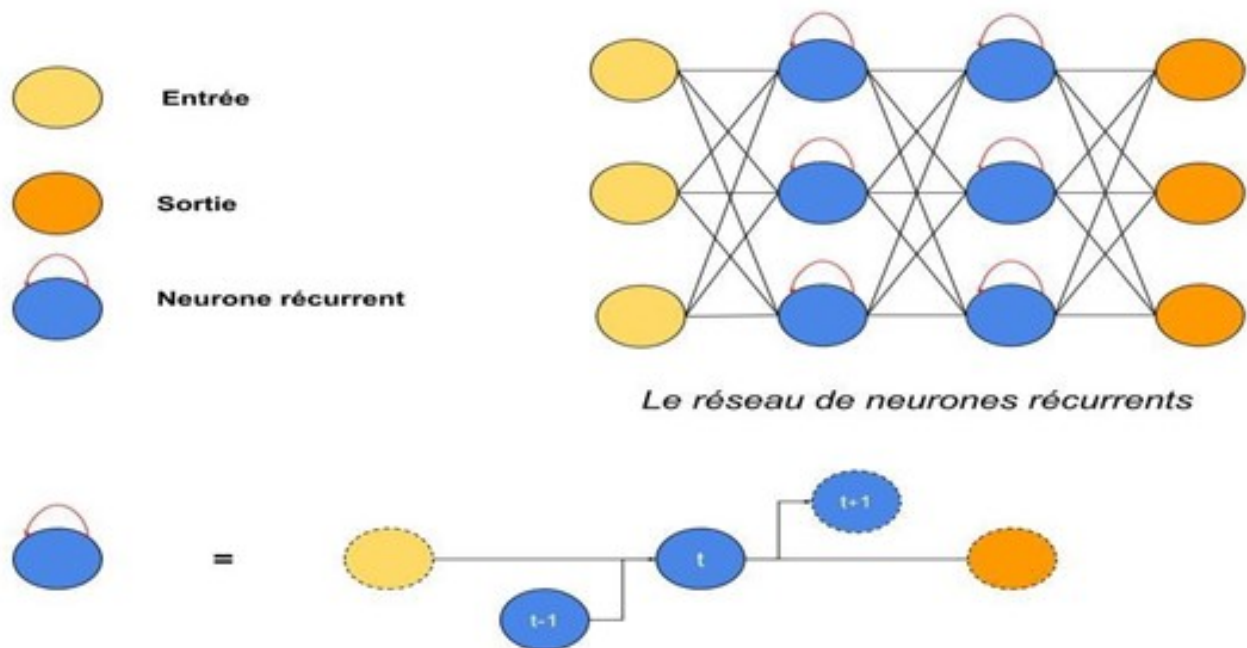 Entrée
Sortie
Neurone récurrent
Le réseau de neurones récurrents
=
t+1
t
t-1